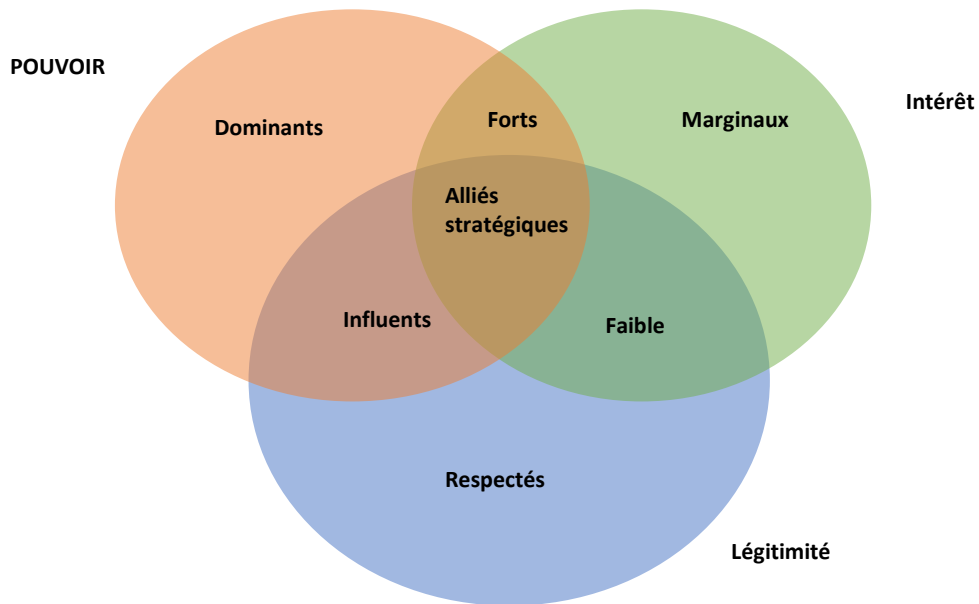 POUVOIR
Intérêt
Dominants
Forts
Marginaux
Alliés
stratégiques
Influents
Faible
Respectés
Légitimité